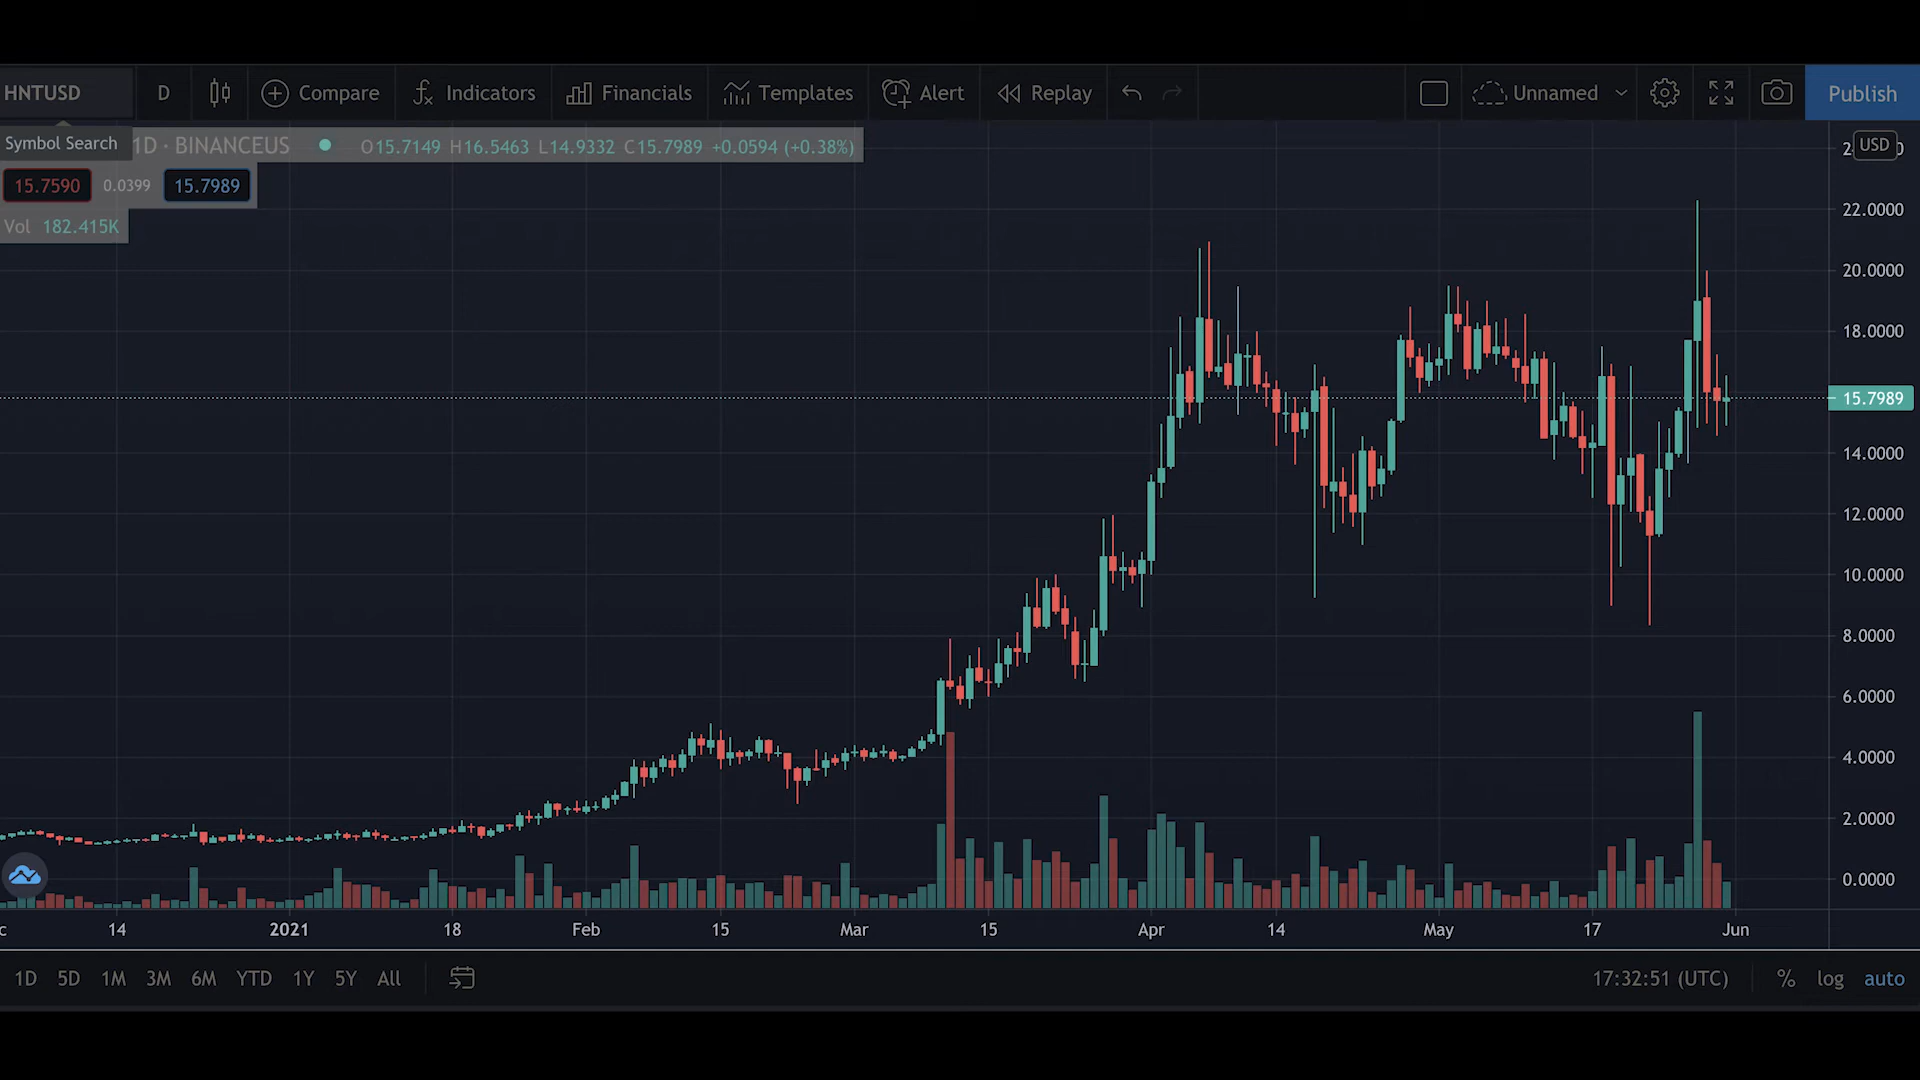 HNTUSD D Compare Indicators Financials Templates Alert Replay Unnamed Publish
Symbol Search 1D · BINANCEUS O15.7149 H16.5463 L14.9332 C15.7989 +0.0594 (+0.38%)
USD
15.7590 0.0399 15.7989
Vol 182.415K
22.0000
20.0000
18.0000
15.7989
14.0000
12.0000
10.0000
8.0000
6.0000
4.0000
2.0000
0.0000
c 14 2021 18 Feb 15 Mar 15 Apr 14 May 17 Jun
1D 5D 1M 3M 6M YTD 1Y 5Y All 17:32:51 (UTC) % log auto